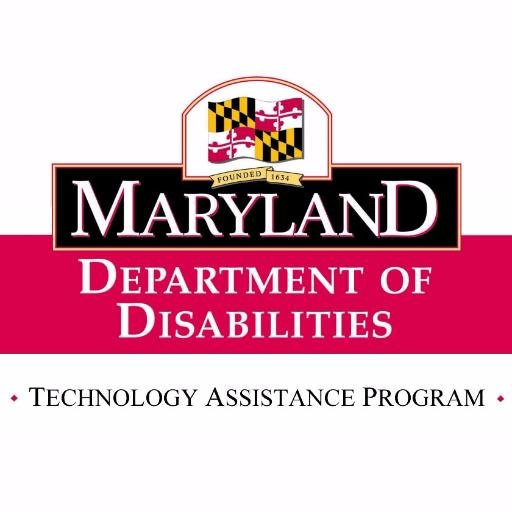 FOUNDED 1634
MARYLAND
DEPARTMENT OF
DISABILITIES
• TECHNOLOGY ASSISTANCE PROGRAM •